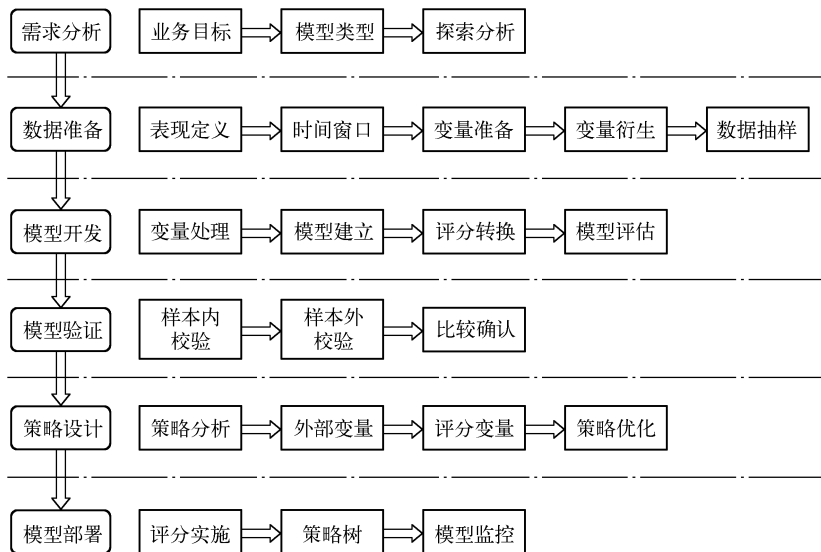 需求分析 业务目标 模型类型 探索分析
数据准备 表现定义 时间窗口 变量准备 变量衍生 数据抽样
模型开发 变量处理 模型建立 评分转换 模型评估
模型验证 样本内 样本外 比较确认
校验 校验
策略设计 策略分析 外部变量 评分变量 策略优化
模型部署 评分实施 策略树 模型监控